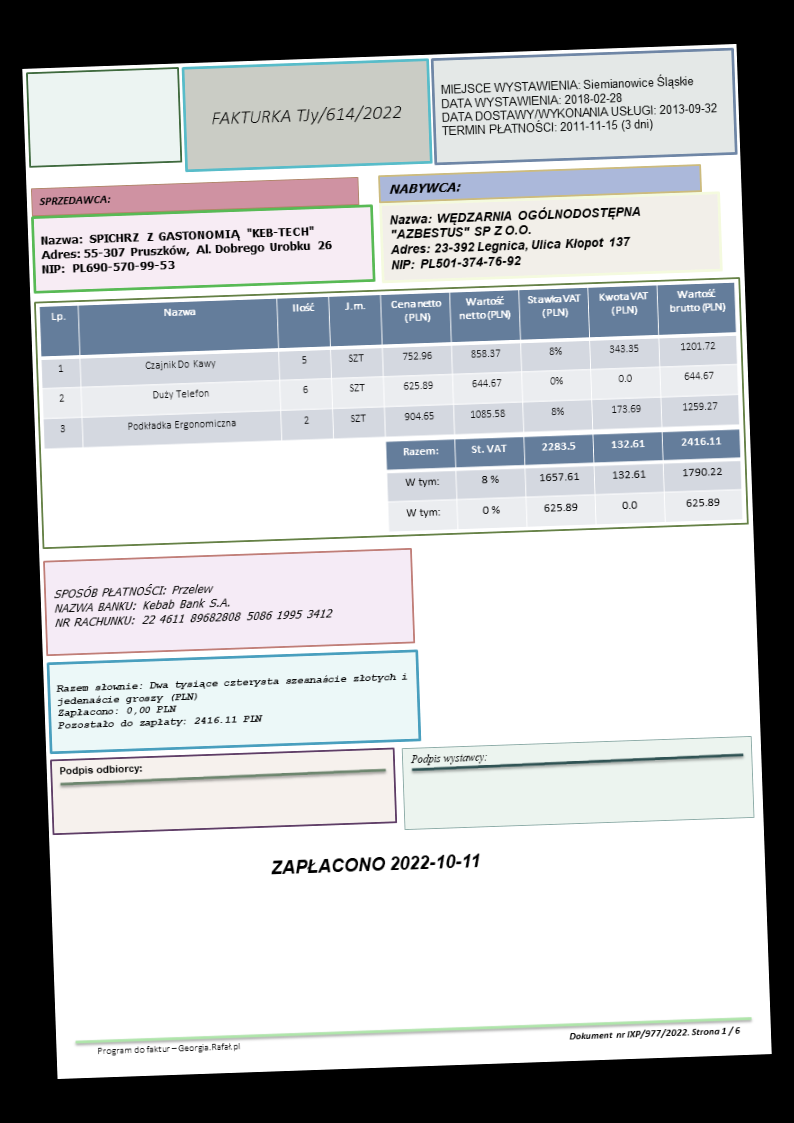 FAKTURKA TJy/614/2022
MIEJSCE WYSTAWIENIA: Siemianowice Śląskie
DATA WYSTAWIENIA: 2018-02-28
DATA DOSTAWY/WYKONANIA USŁUGI: 2013-09-32
TERMIN PŁATNOŚCI: 2011-11-15 (3 dni)
SPRZEDAWCA:
Nazwa: SPICHRZ Z GASTONOMIĄ "KEB-TECH"
Adres: 55-307 Pruszków, Al. Dobrego Urobku 26
NIP: PL690-570-99-53
NABYWCA:
Nazwa: WĘDZARNIA OGÓLNODOSTĘPNA
"AZBESTUS" SP Z O.O.
Adres: 23-392 Legnica, Ulica Kłopot 137
NIP: PL501-374-76-92
Lp. Nazwa Ilość J.m. Cena netto (PLN) Wartość netto (PLN) Stawka VAT (PLN) Kwota VAT (PLN) Wartość brutto (PLN)
1 Czajnik Do Kawy 5 SZT 752.96 858.37 8% 343.35 1201.72
2 Duży Telefon 6 SZT 625.89 644.67 0% 0.0 644.67
3 Podkładka Ergonomiczna 2 SZT 904.65 1085.58 8% 173.69 1259.27
Razem: St. VAT 2283.5 132.61 2416.11
W tym: 8 % 1657.61 132.61 1790.22
W tym: 0 % 625.89 0.0 625.89
SPOSÓB PŁATNOŚCI: Przelew
NAZWA BANKU: Kebab Bank S.A.
NR RACHUNKU: 22 4611 89682808 5086 1995 3412
Razem słownie: Dwa tysiące czterysta szesnaście złotych i
jedenaście groszy (PLN)
Zapłacono: 0,00 PLN
Pozostało do zapłaty: 2416.11 PLN
Podpis odbiorcy:
Podpis wystawcy:
ZAPŁACONO 2022-10-11
Program do faktur – Georgia.Rafał.pl
Dokument nr IXP/977/2022. Strona 1 / 6